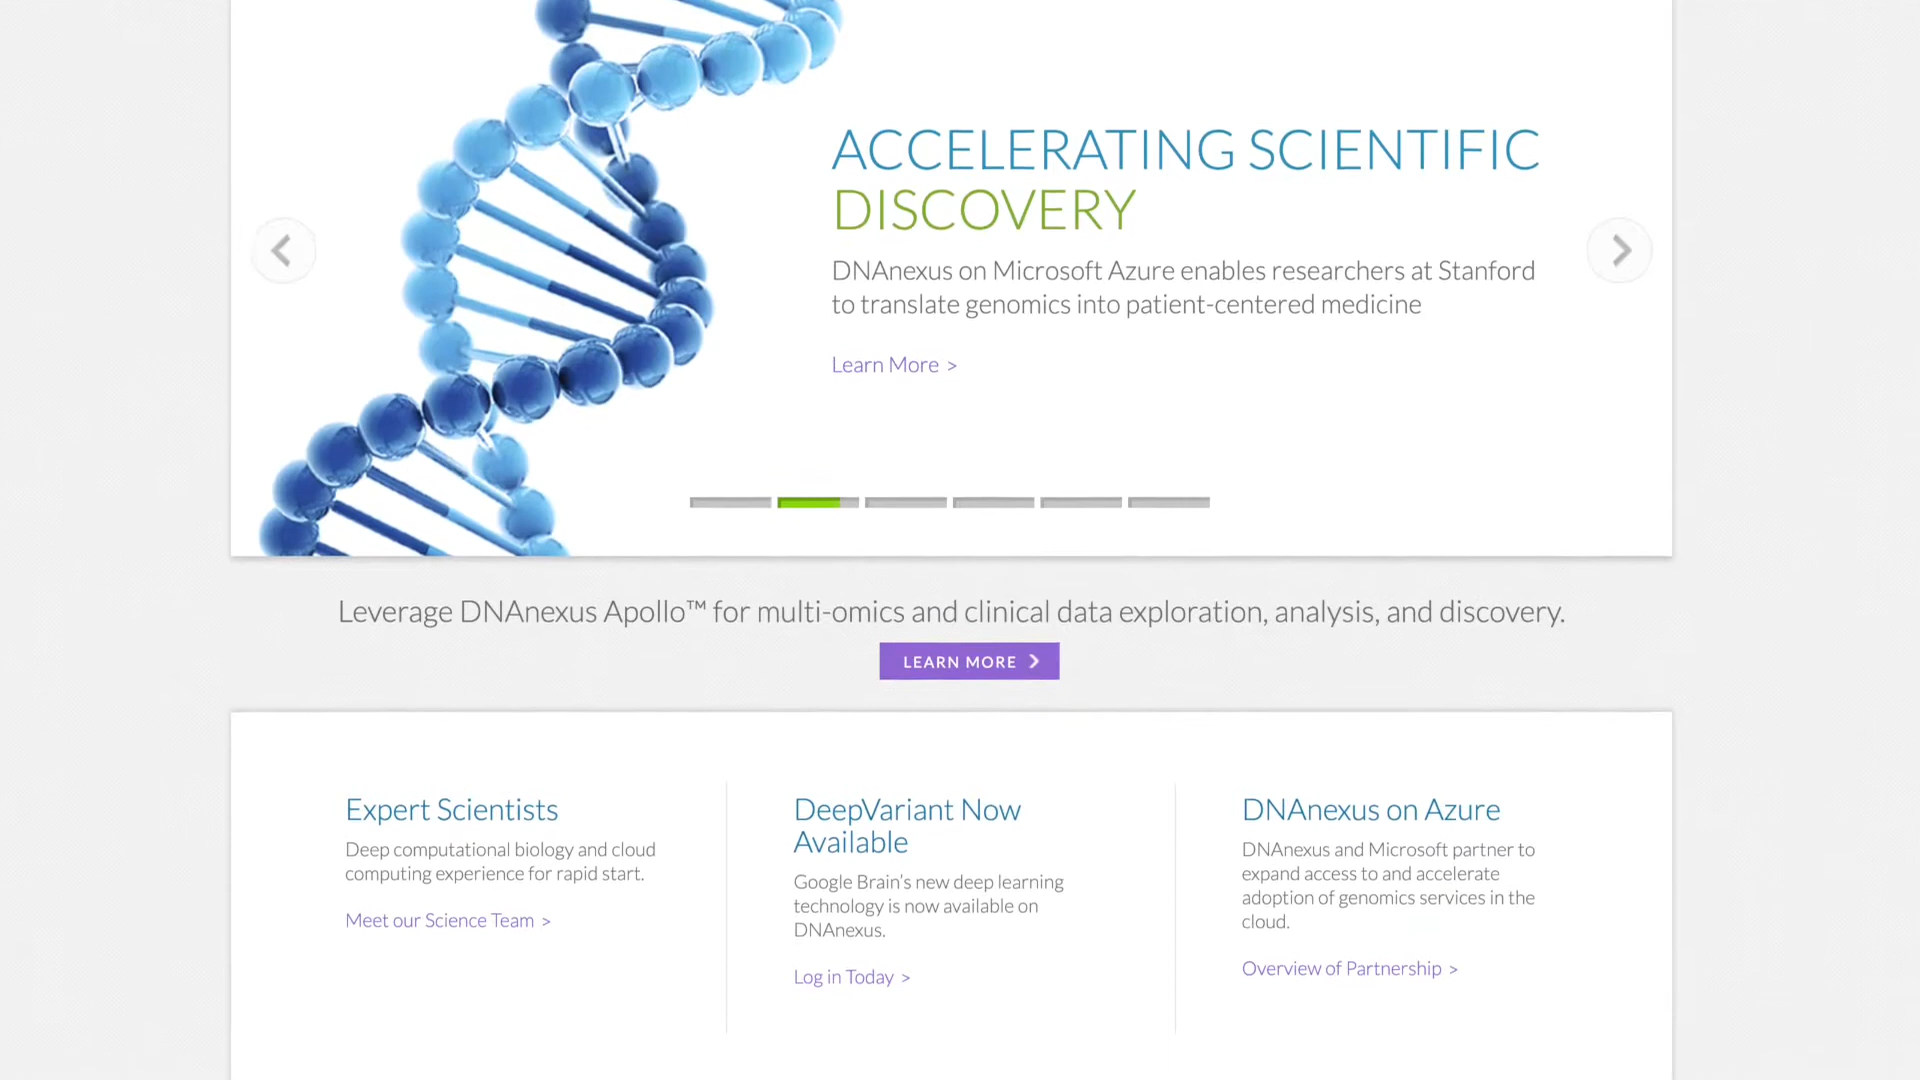 ACCELERATING SCIENTIFIC
DISCOVERY
DNAnexus on Microsoft Azure enables researchers at Stanford
to translate genomics into patient-centered medicine
Learn More >
Leverage DNAnexus Apollo™ for multi-omics and clinical data exploration, analysis, and discovery.
LEARN MORE >
Expert Scientists
Deep computational biology and cloud
computing experience for rapid start.
Meet our Science Team >
DeepVariant Now
Available
Google Brain’s new deep learning
technology is now available on
DNAnexus.
Log in Today >
DNAnexus on Azure
DNAnexus and Microsoft partner to
expand access to and accelerate
adoption of genomics services in the
cloud.
Overview of Partnership >